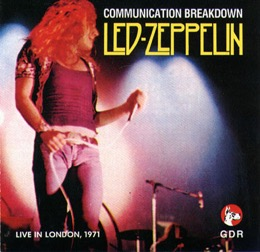 COMMUNICATION BREAKDOWN
LED-ZEPPELIN
LIVE IN LONDON, 1971
GDR